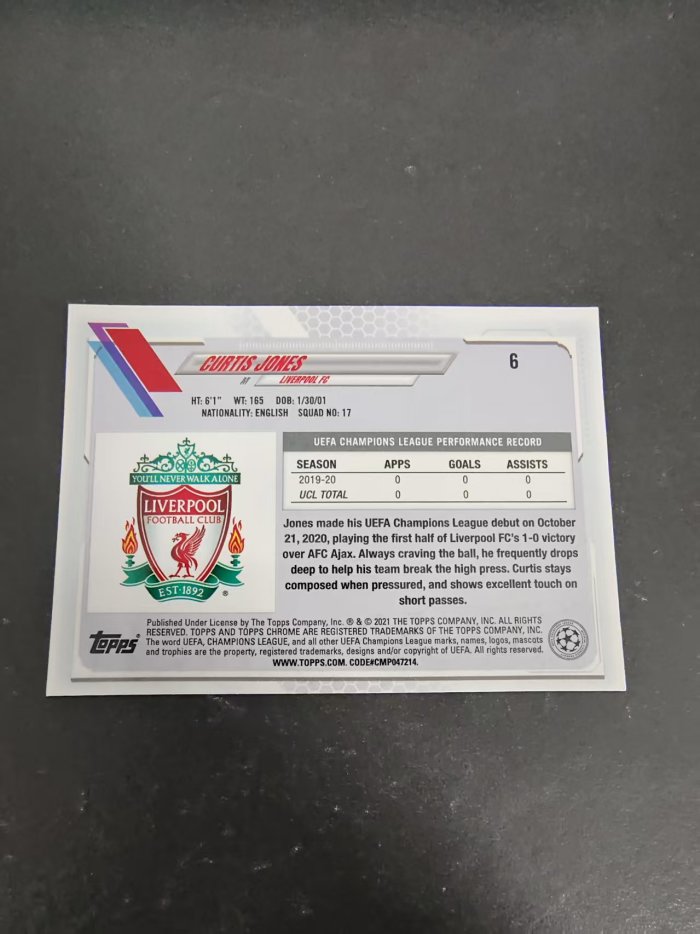 CURTIS JONES
6
M LIVERPOOL FC
HT: 6'1" WT: 165 DOB: 1/30/01
NATIONALITY: ENGLISH SQUAD NO: 17
YOU'LL NEVER WALK ALONE
LIVERPOOL
FOOTBALL CLUB
EST·1892
®
UEFA CHAMPIONS LEAGUE PERFORMANCE RECORD
SEASON APPS GOALS ASSISTS
2019-20 0 0 0
UCL TOTAL 0 0 0
Jones made his UEFA Champions League debut on October
21, 2020, playing the first half of Liverpool FC's 1-0 victory
over AFC Ajax. Always craving the ball, he frequently drops
deep to help his team break the high press. Curtis stays
composed when pressured, and shows excellent touch on
short passes.
Topps®
Published Under License by The Topps Company, Inc. ® & © 2021 THE TOPPS COMPANY, INC. ALL RIGHTS
RESERVED. TOPPS AND TOPPS CHROME ARE REGISTERED TRADEMARKS OF THE TOPPS COMPANY, INC.
The word UEFA, CHAMPIONS LEAGUE, and all other UEFA Champions League marks, names, logos, mascots
and trophies are the property, registered trademarks, designs and/or copyright of UEFA. All rights reserved.
WWW.TOPPS.COM. CODE#CMP047214.